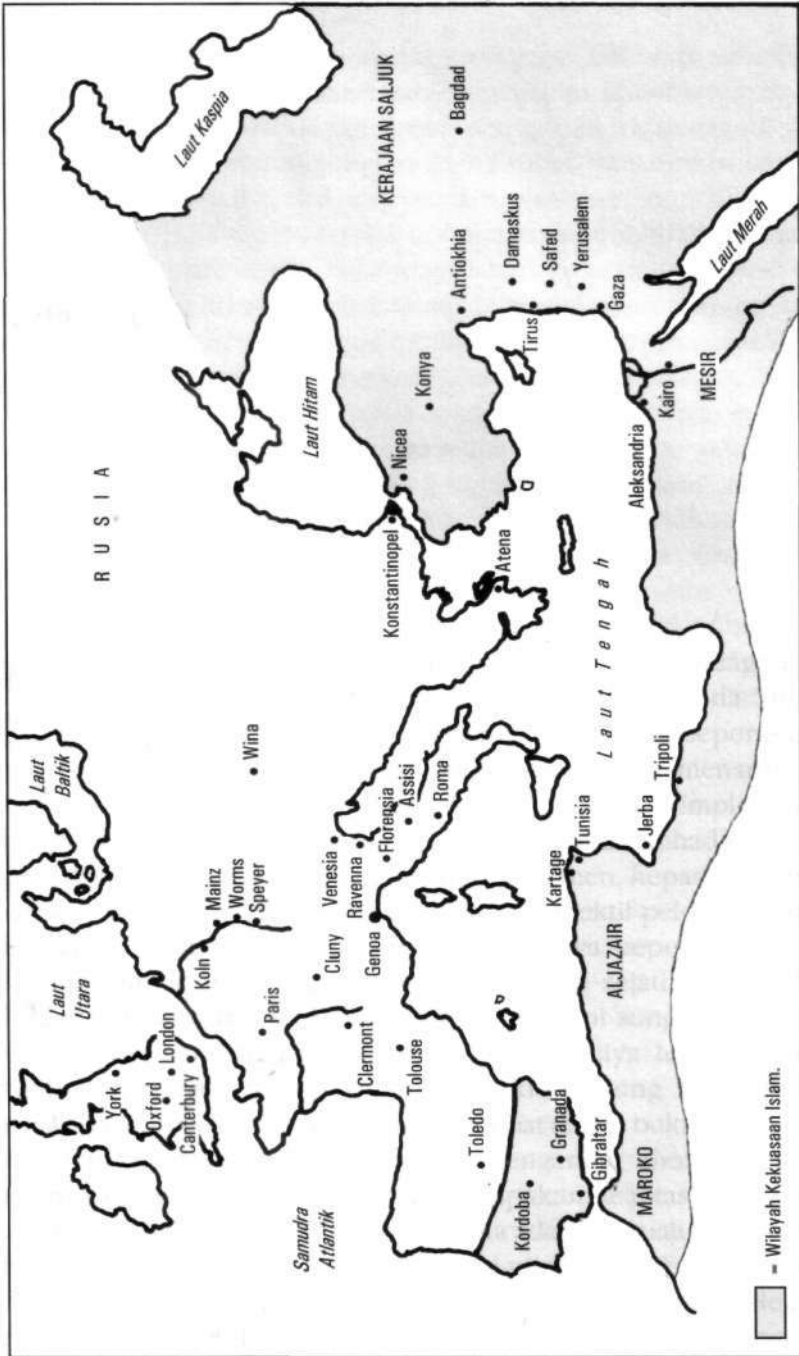 Laut
Utara
Laut
Baltik
RUSIA
York
Oxford
London
Canterbury
Koln
Mainz
Worms
Speyer
Paris
Wina
Laut Kaspia
Samudra
Atlantik
Clermont
Cluny
Tolouse
Genoa
Venesia
Ravenna
Florensia
Assisi
Roma
Laut Hitam
Konstantinopel
Nicea
Konya
KERAJAAN SALJUK
Toledo
Kordoba
Granada
Gibraltar
MAROKO
ALJAZAIR
Kartage
Tunisia
Jerba
Tripoli
Atena
Laut Tengah
Antiokhia
Bagdad
Damaskus
Tirus
Safed
Yerusalem
Gaza
Aleksandria
Kairo
MESIR
Laut Merah
= Wilayah Kekuasaan Islam.